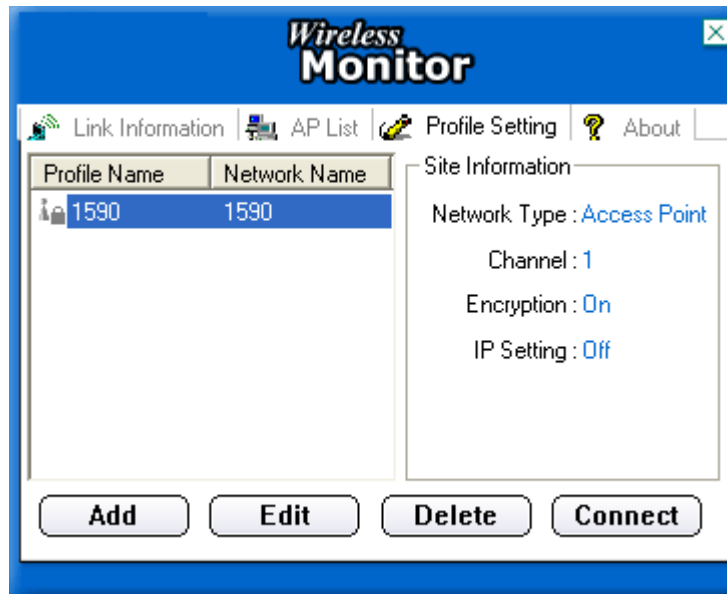 Wireless
Monitor
Link Information AP List Profile Setting About
Profile Name Network Name
1590 1590
Site Information
Network Type : Access Point
Channel : 1
Encryption : On
IP Setting : Off
Add Edit Delete Connect